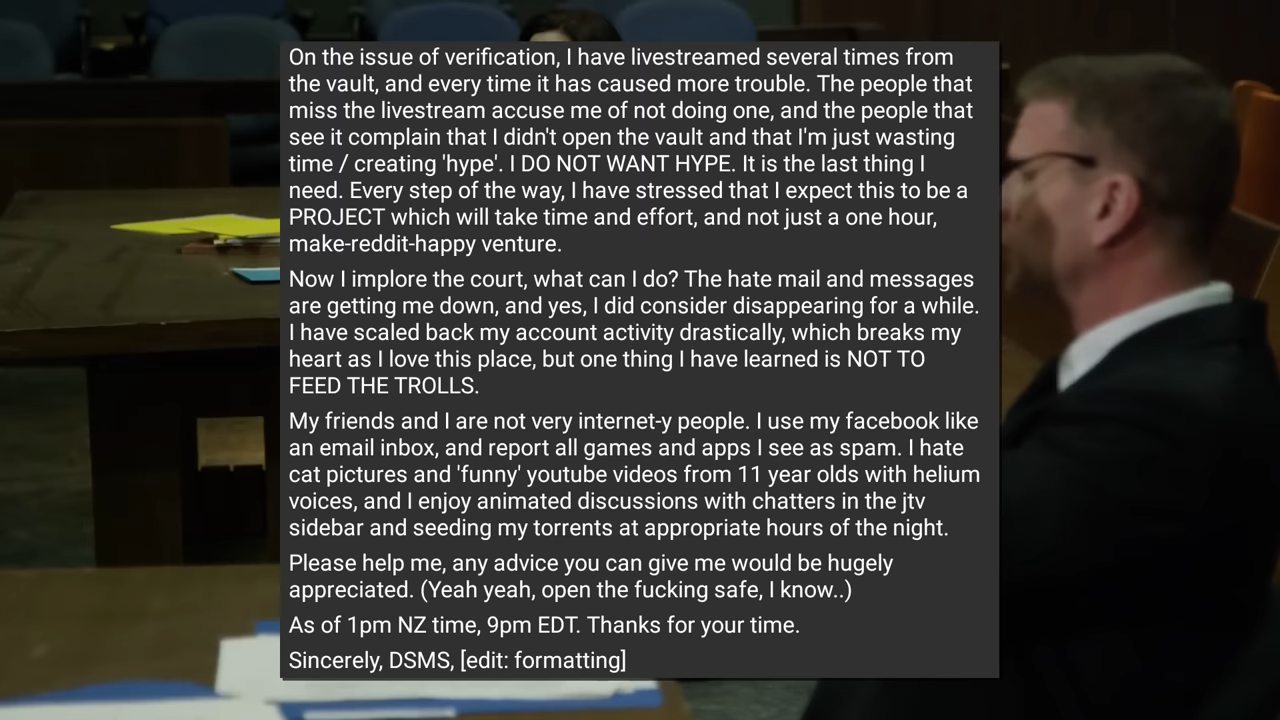 On the issue of verification, I have livestreamed several times from
the vault, and every time it has caused more trouble. The people that
miss the livestream accuse me of not doing one, and the people that
see it complain that I didn't open the vault and that I'm just wasting
time / creating 'hype'. I DO NOT WANT HYPE. It is the last thing I
need. Every step of the way, I have stressed that I expect this to be a
PROJECT which will take time and effort, and not just a one hour,
make-reddit-happy venture.
Now I implore the court, what can I do? The hate mail and messages
are getting me down, and yes, I did consider disappearing for a while.
I have scaled back my account activity drastically, which breaks my
heart as I love this place, but one thing I have learned is NOT TO
FEED THE TROLLS.
My friends and I are not very internet-y people. I use my facebook like
an email inbox, and report all games and apps I see as spam. I hate
cat pictures and 'funny' youtube videos from 11 year olds with helium
voices, and I enjoy animated discussions with chatters in the jtv
sidebar and seeding my torrents at appropriate hours of the night.
Please help me, any advice you can give me would be hugely
appreciated. (Yeah yeah, open the fucking safe, I know..)
As of 1pm NZ time, 9pm EDT. Thanks for your time.
Sincerely, DSMS, [edit: formatting]